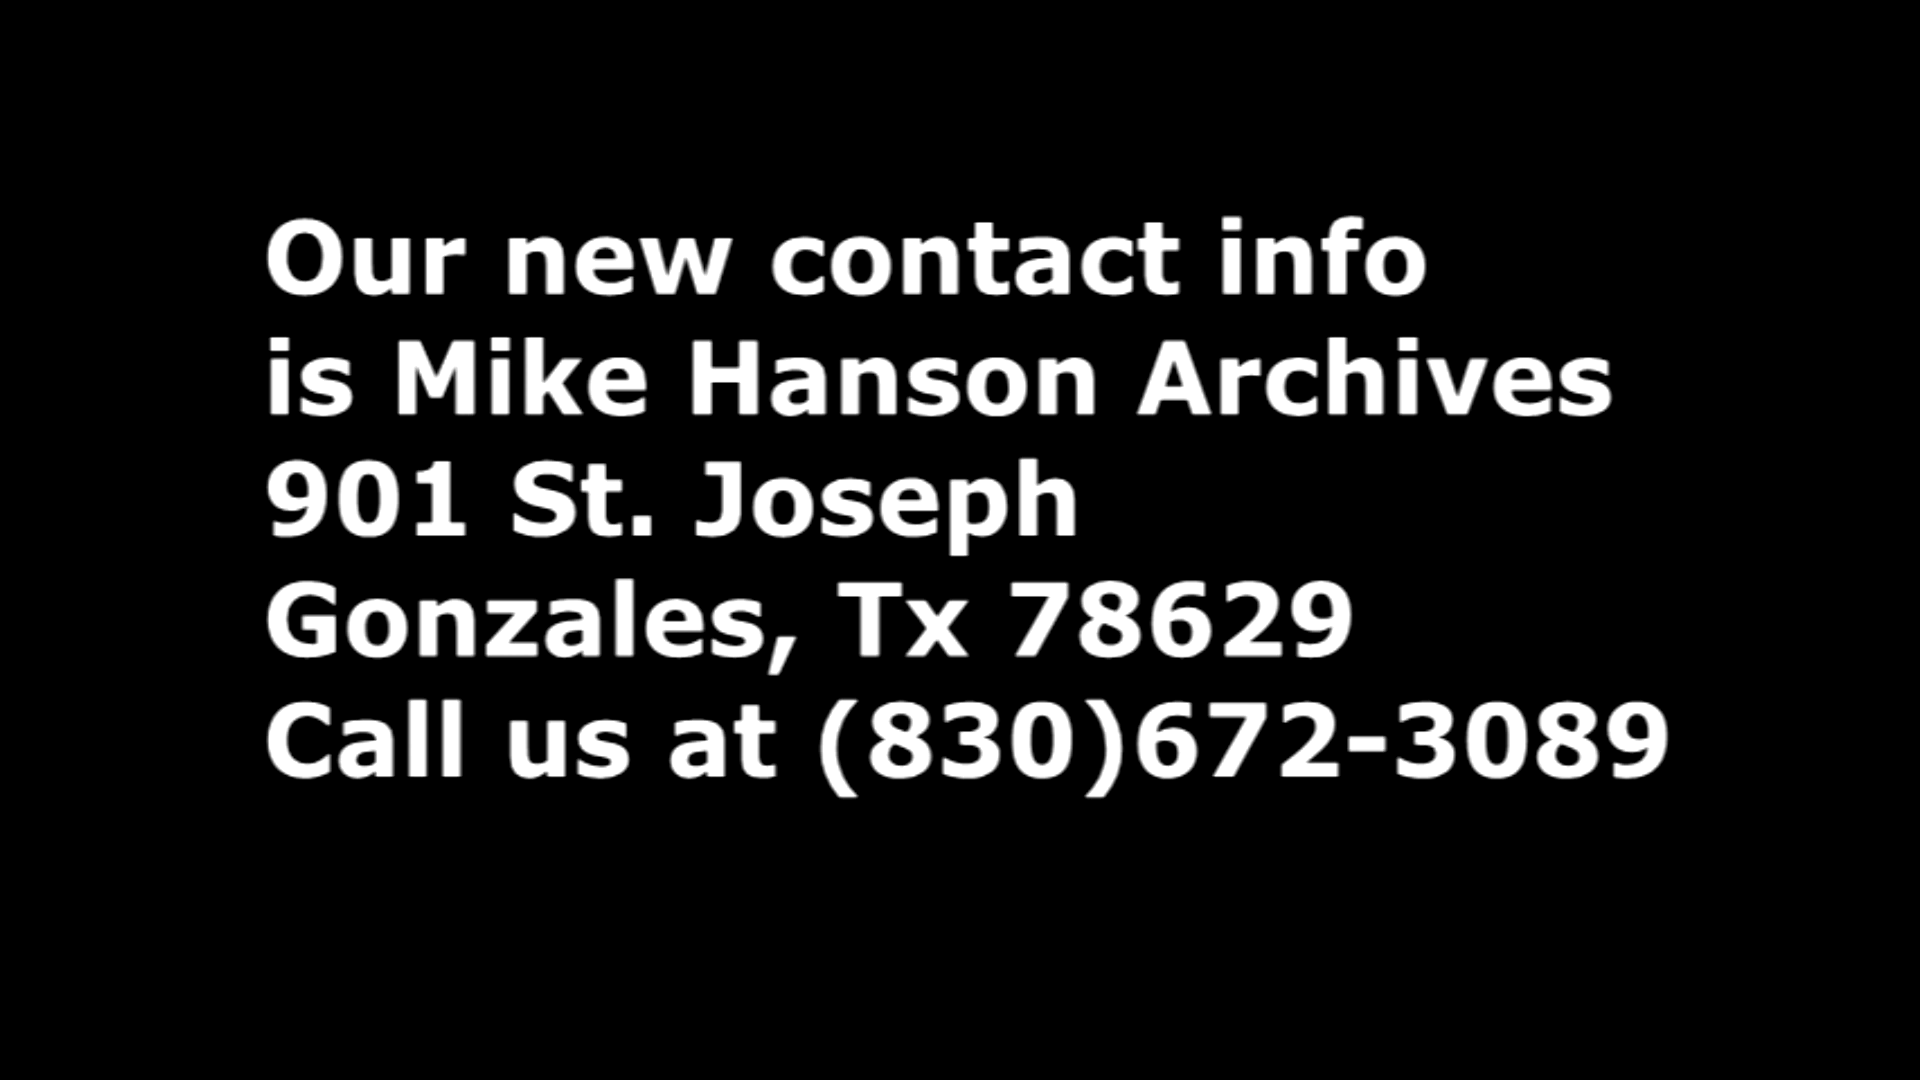 Our new contact info
is Mike Hanson Archives
901 St. Joseph
Gonzales, Tx 78629
Call us at (830)672-3089